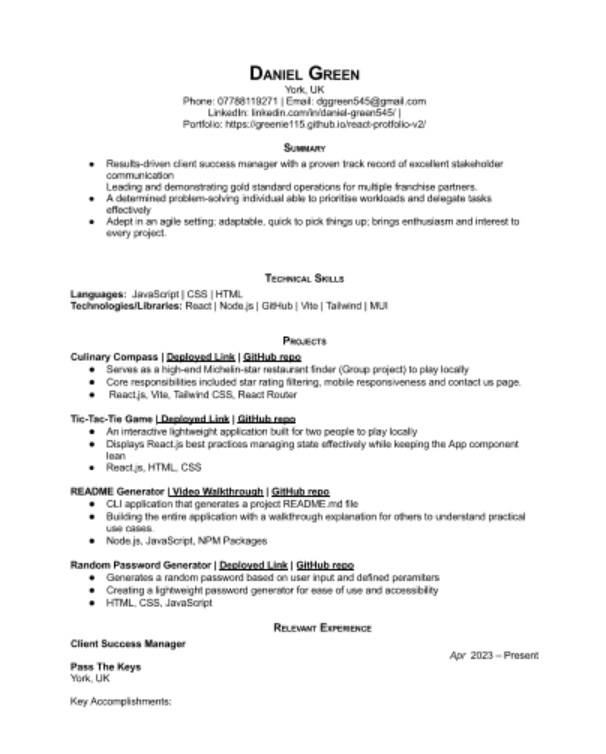 DANIEL GREEN
York, UK
Phone: 07788119271 | Email: dggreen545@gmail.com
LinkedIn: linkedin.com/in/daniel-green545/ |
Portfolio: https://greenie115.github.io/react-protfolio-v2/
SUMMARY
● Results-driven client success manager with a proven track record of excellent stakeholder
communication
Leading and demonstrating gold standard operations for multiple franchise partners.
● A determined problem-solving individual able to prioritise workloads and delegate tasks
effectively
● Adept in an agile setting; adaptable, quick to pick things up; brings enthusiasm and interest to
every project.
TECHNICAL SKILLS
Languages: JavaScript | CSS | HTML
Technologies/Libraries: React | Node.js | GitHub | Vite | Tailwind | MUI
PROJECTS
Culinary Compass | Deployed Link | GitHub repo
● Serves as a high-end Michelin-star restaurant finder (Group project) to play locally
● Core responsibilities included star rating filtering, mobile responsiveness and contact us page.
● React.js, Vite, Tailwind CSS, React Router
Tic-Tac-Tie Game | Deployed Link | GitHub repo
● An interactive lightweight application built for two people to play locally
● Displays React.js best practices managing state effectively while keeping the App component
lean
● React.js, HTML, CSS
README Generator | Video Walkthrough | GitHub repo
● CLI application that generates a project README.md file
● Building the entire application with a walkthrough explanation for others to understand practical
use cases.
● Node.js, JavaScript, NPM Packages
Random Password Generator | Deployed Link | GitHub repo
● Generates a random password based on user input and defined peramiters
● Creating a lightweight password generator for ease of use and accessibility
● HTML, CSS, JavaScript
RELEVANT EXPERIENCE
Client Success Manager
Apr 2023 – Present
Pass The Keys
York, UK
Key Accomplishments: